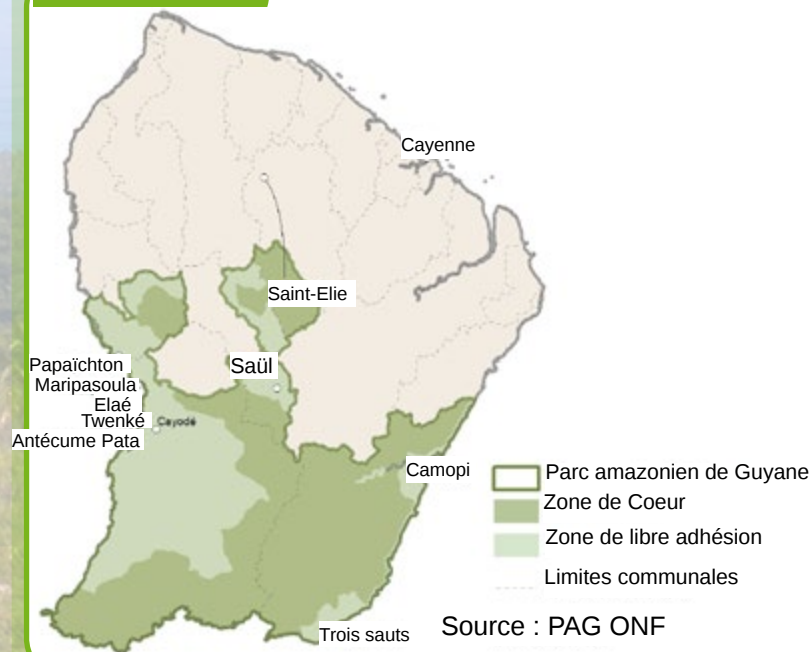 Cayenne
Saint-Elie
Saül
Papaïchton
Maripasoula
Elaé
Twenké
Cayodé
Antécume Pata
Camopi
Trois sauts
Parc amazonien de Guyane
Zone de Coeur
Zone de libre adhésion
Limites communales
Source : PAG ONF